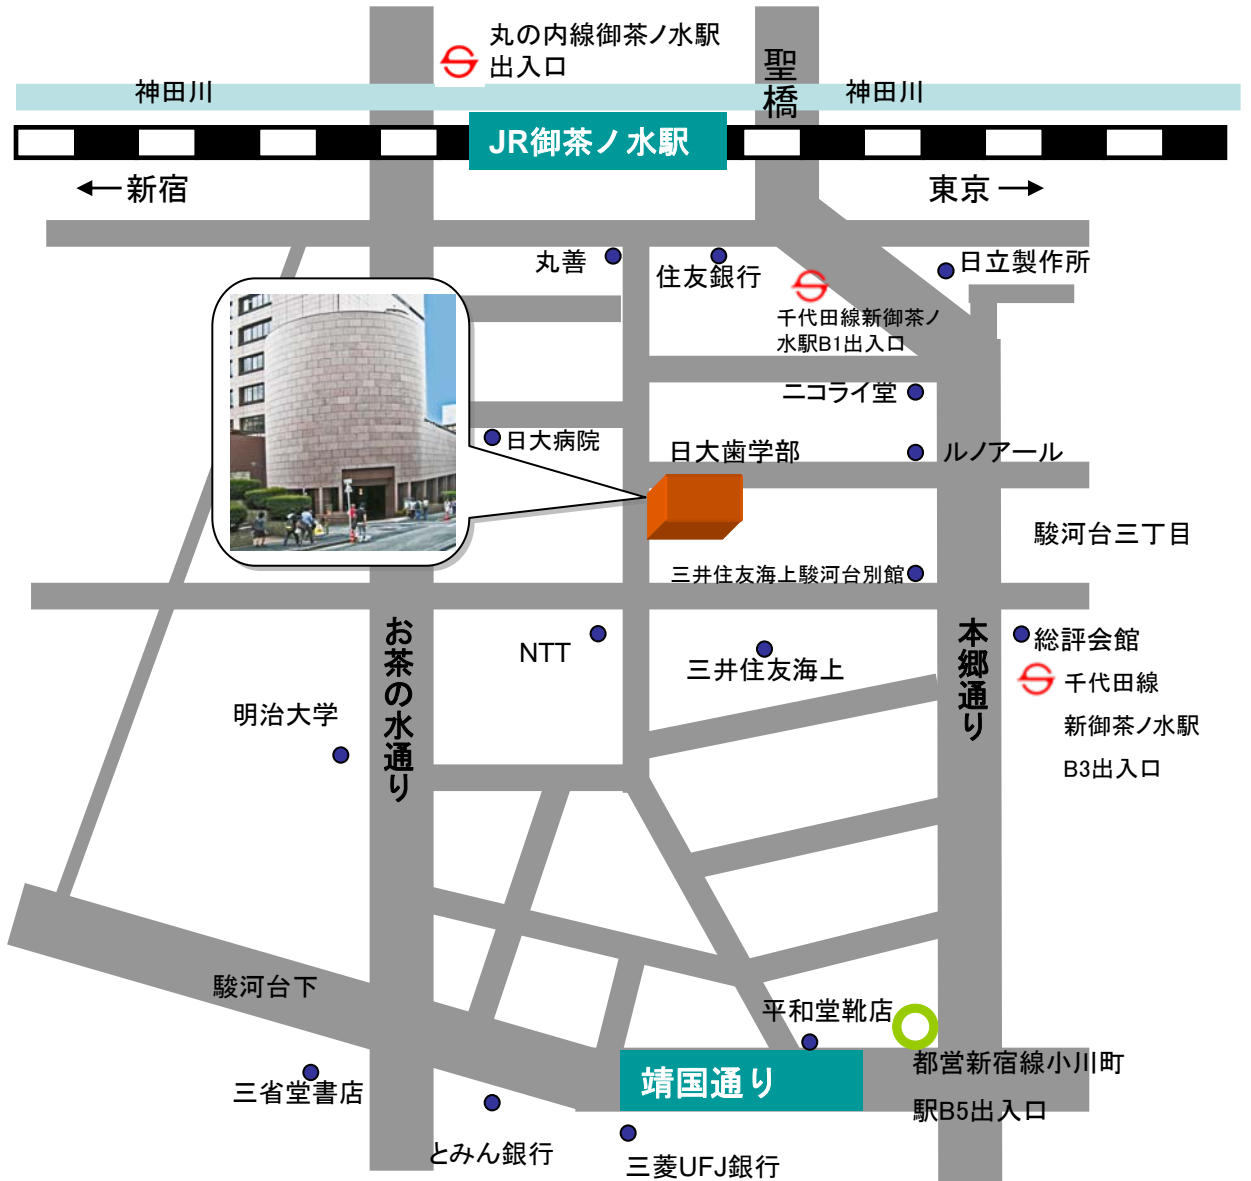 丸の内線御茶ノ水駅
出入口
聖橋
神田川
神田川
JR御茶ノ水駅
←新宿
東京→
丸善
住友銀行
日立製作所
千代田線新御茶ノ
水駅B1出入口
ニコライ堂
日大病院
日大歯学部
ルノアール
駿河台三丁目
三井住友海上駿河台別館
お茶の水通り
NTT
三井住友海上
本郷通り
総評会館
千代田線
新御茶ノ水駅
B3出入口
明治大学
駿河台下
平和堂靴店
靖国通り
都営新宿線小川町
駅B5出入口
三省堂書店
とみん銀行
三菱UFJ銀行